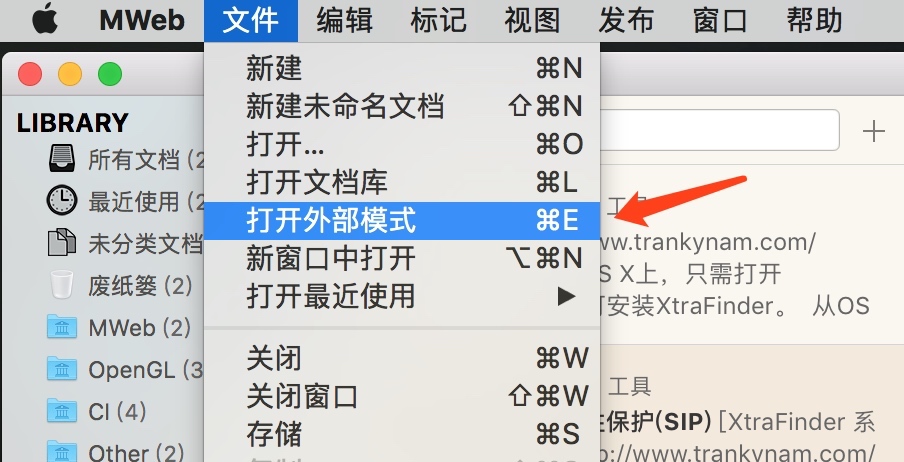 MWeb 文件 编辑 标记 视图 发布 窗口 帮助
LIBRARY
所有文档 (2
最近使用 (
未分类文档
废纸篓 (2)
MWeb (2)
OpenGL (3
CI (4)
Other (2)
新建 ⌘N
新建未命名文档 ⇧⌘N
打开... ⌘O
打开文档库 ⌘L
打开外部模式 ⌘E
新窗口中打开 ⌥⌘N
打开最近使用 ▶
关闭 ⌘W
关闭窗口 ⇧⌘W
存储 ⌘S
工具
ww.trankynam.com/
S X上，只需打开
安装XtraFinder。 从OS
工具
保护(SIP) [XtraFinder 系
://www.trankynam.com/